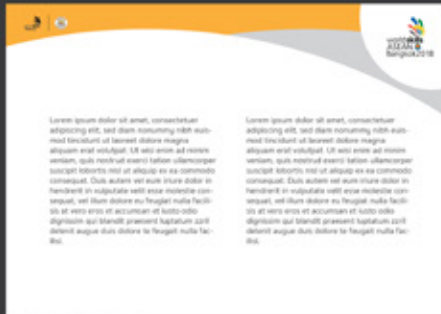 worldskills
ASEAN
Bangkok2018
Lorem ipsum dolor sit amet, consectetuer
adipiscing elit, sed diam nonummy nibh euis-
mod tincidunt ut laoreet dolore magna
aliquam erat volutpat. Ut wisi enim ad minim
veniam, quis nostrud exerci tation ullamcorper
suscipit lobortis nisl ut aliquip ex ea commodo
consequat. Duis autem vel eum iriure dolor in
hendrerit in vulputate velit esse molestie con-
sequat, vel illum dolore eu feugiat nulla facili-
sis at vero eros et accumsan et iusto odio
dignissim qui blandit praesent luptatum zzril
delenit augue duis dolore te feugait nulla fac-
ilisi.
Lorem ipsum dolor sit amet, consectetuer
adipiscing elit, sed diam nonummy nibh euis-
mod tincidunt ut laoreet dolore magna
aliquam erat volutpat. Ut wisi enim ad minim
veniam, quis nostrud exerci tation ullamcorper
suscipit lobortis nisl ut aliquip ex ea commodo
consequat. Duis autem vel eum iriure dolor in
hendrerit in vulputate velit esse molestie con-
sequat, vel illum dolore eu feugiat nulla facili-
sis at vero eros et accumsan et iusto odio
dignissim qui blandit praesent luptatum zzril
delenit augue duis dolore te feugait nulla fac-
ilisi.